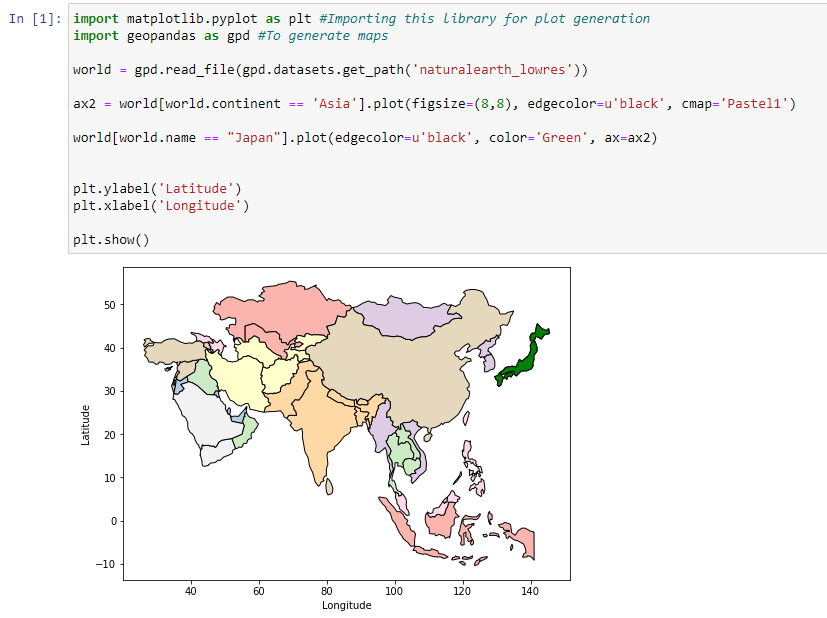 In [1]: import matplotlib.pyplot as plt #Importing this library for plot generation
import geopandas as gpd #To generate maps
world = gpd.read_file(gpd.datasets.get_path('naturalearth_lowres'))
ax2 = world[world.continent == 'Asia'].plot(figsize=(8,8), edgecolor=u'black', cmap='Pastel1')
world[world.name == "Japan"].plot(edgecolor=u'black', color='Green', ax=ax2)
plt.ylabel('Latitude')
plt.xlabel('Longitude')
plt.show()
50
40
30
20
10
0
−10
Latitude
40 60 80 100 120 140
Longitude